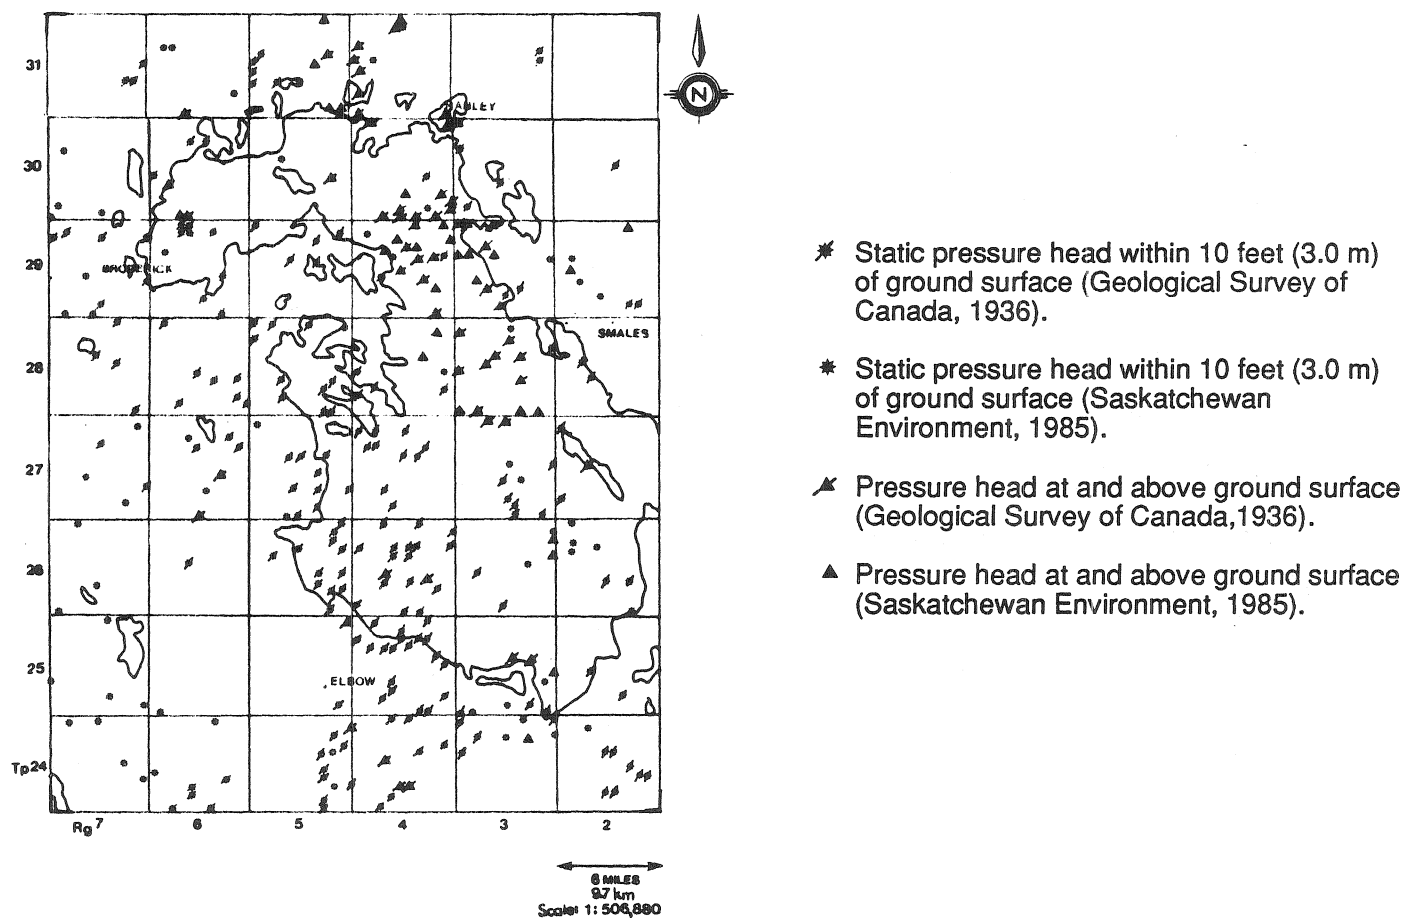 31
N
30
29
BRODERICK
SMALES
28
27
26
25
ELBOW
Tp24
Rg7 6 5 4 3 2
6 MILES
9.7 km
Scale: 1: 506,880
Static pressure head within 10 feet (3.0 m)
of ground surface (Geological Survey of
Canada, 1936).
Static pressure head within 10 feet (3.0 m)
of ground surface (Saskatchewan
Environment, 1985).
Pressure head at and above ground surface
(Geological Survey of Canada,1936).
Pressure head at and above ground surface
(Saskatchewan Environment, 1985).